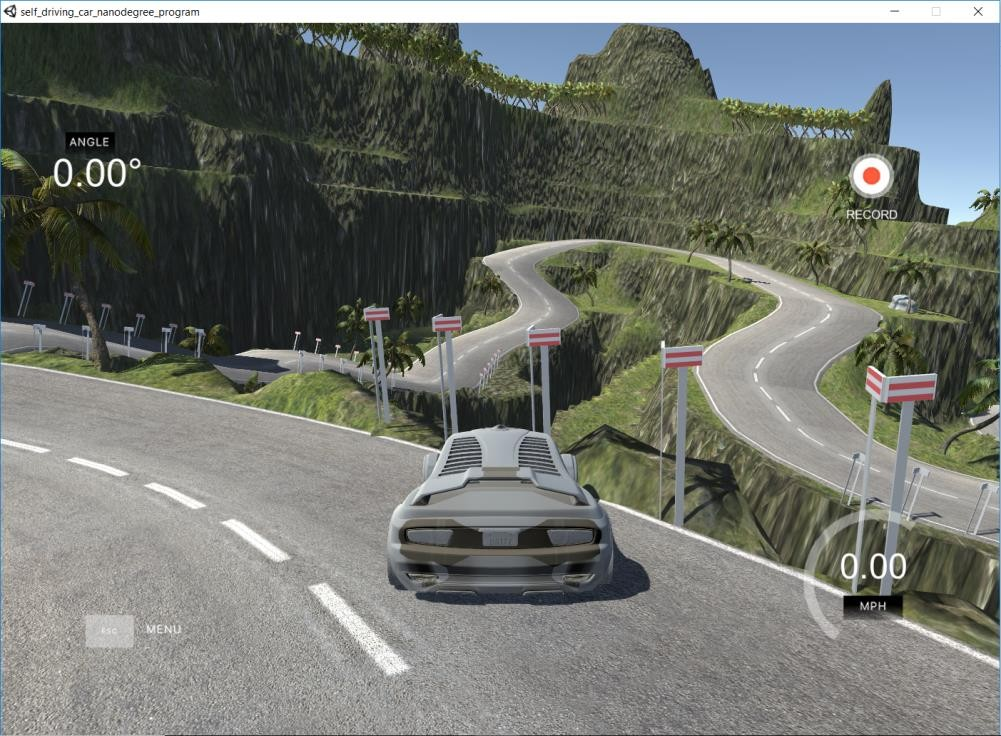 self_driving_car_nanodegree_program
ANGLE
0.00°
RECORD
0.00
MPH
ESC
MENU